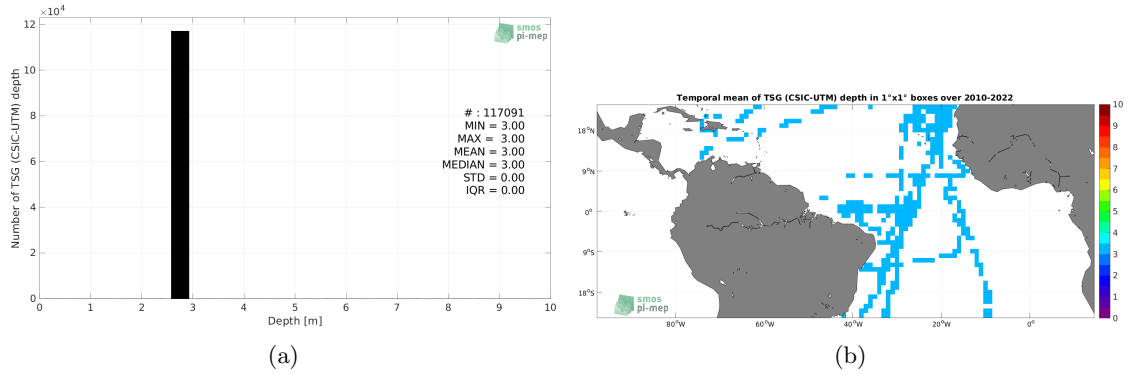 ×10⁴
12
10
8
6
4
2
0
Number of TSG (CSIC-UTM) depth
smos
pi-mep
# : 117091
MIN = 3.00
MAX = 3.00
MEAN = 3.00
MEDIAN = 3.00
STD = 0.00
IQR = 0.00
0 1 2 3 4 5 6 7 8 9 10
Depth [m]
(a)
Temporal mean of TSG (CSIC-UTM) depth in 1°x1° boxes over 2010-2022
18°N
9°N
0°
9°S
18°S
smos
pi-mep
80°W 60°W 40°W 20°W 0°
10
9
8
7
6
5
4
3
2
1
0
(b)